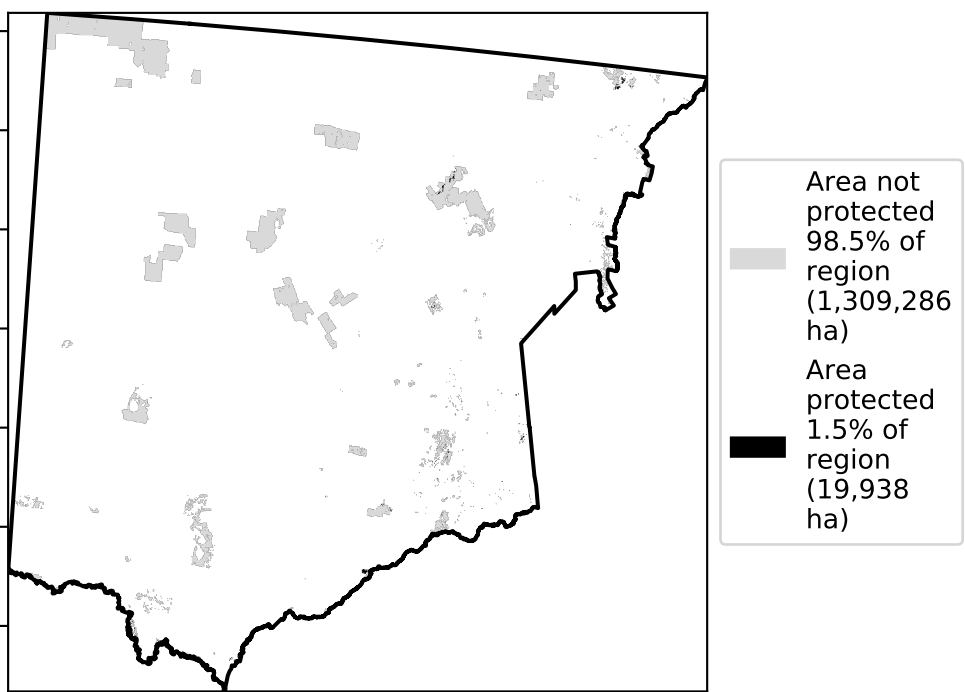 Area not
protected
98.5% of
region
(1,309,286
ha)
Area
protected
1.5% of
region
(19,938
ha)